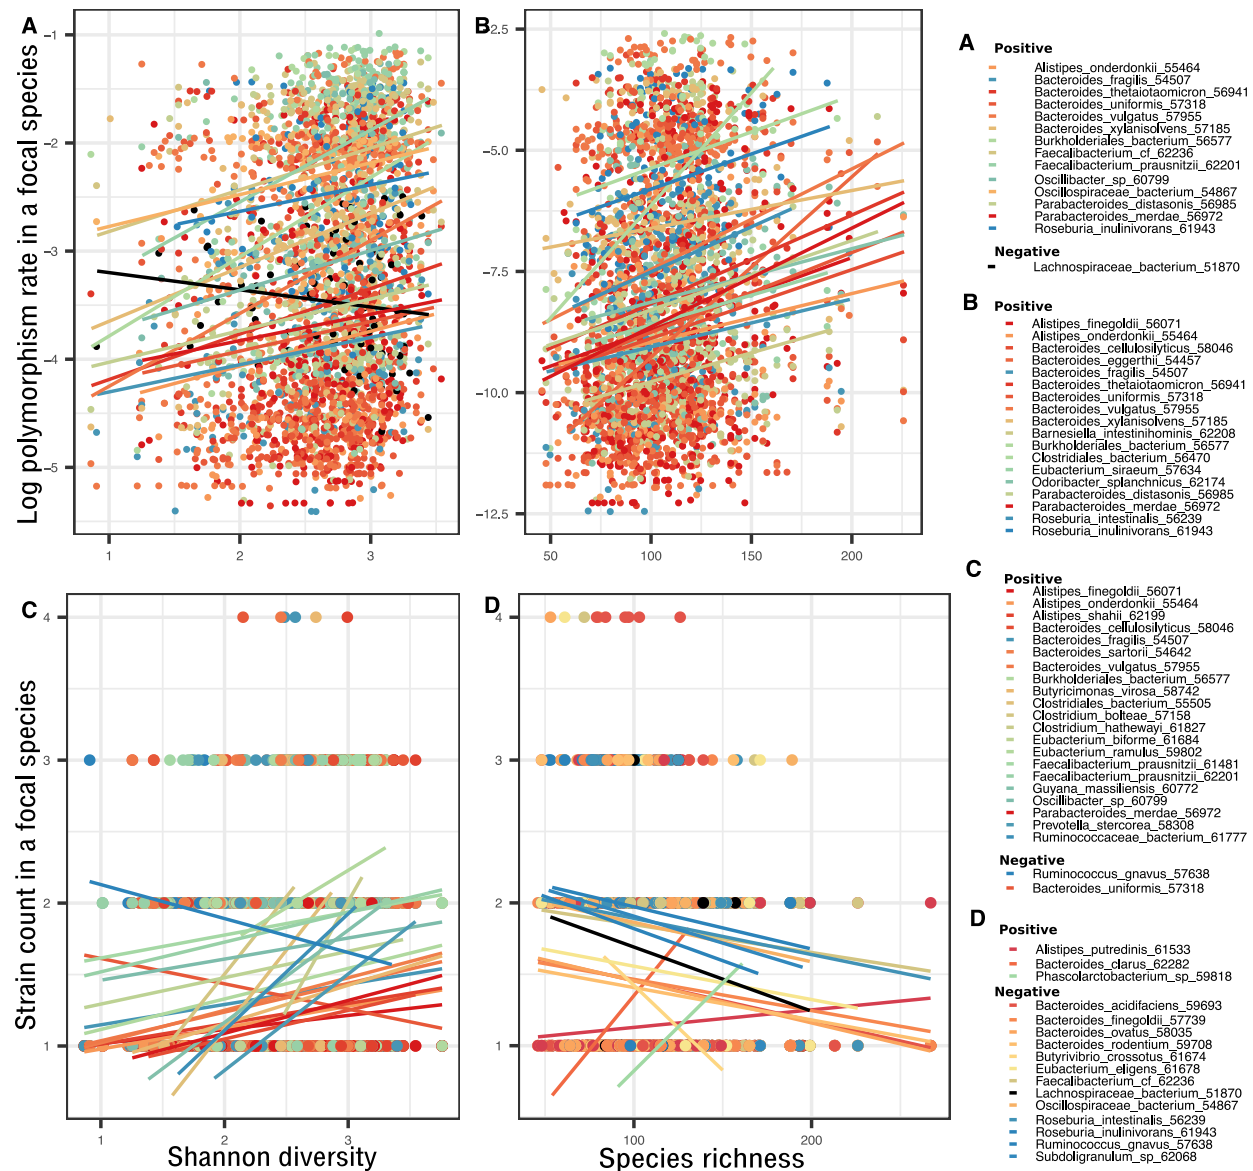 A
B
Log polymorphism rate in a focal species
−1
−2
−3
−4
−5
1
2
3
−2.5
−5.0
−7.5
−10.0
−12.5
50
100
150
200
C
D
Strain count in a focal species
4
3
2
1
1
2
3
Shannon diversity
100
200
Species richness
A
Positive
Alistipes_onderdonkii_55464
Bacteroides_fragilis_54507
Bacteroides_thetaiotaomicron_56941
Bacteroides_uniformis_57318
Bacteroides_vulgatus_57955
Bacteroides_xylanisolvens_57185
Burkholderiales_bacterium_56577
Faecalibacterium_cf_62236
Faecalibacterium_prausnitzii_62201
Oscillibacter_sp_60799
Oscillospiraceae_bacterium_54867
Parabacteroides_distasonis_56985
Parabacteroides_merdae_56972
Roseburia_inulinivorans_61943
Negative
Lachnospiraceae_bacterium_51870
B
Positive
Alistipes_finegoldii_56071
Alistipes_onderdonkii_55464
Bacteroides_cellulosilyticus_58046
Bacteroides_eggerthii_54457
Bacteroides_fragilis_54507
Bacteroides_thetaiotaomicron_56941
Bacteroides_uniformis_57318
Bacteroides_vulgatus_57955
Bacteroides_xylanisolvens_57185
Barnesiella_intestinihominis_62208
Burkholderiales_bacterium_56577
Clostridiales_bacterium_56470
Eubacterium_siraeum_57634
Odoribacter_splanchnicus_62174
Parabacteroides_distasonis_56985
Parabacteroides_merdae_56972
Roseburia_intestinalis_56239
Roseburia_inulinivorans_61943
C
Positive
Alistipes_finegoldii_56071
Alistipes_onderdonkii_55464
Alistipes_shahii_62199
Bacteroides_cellulosilyticus_58046
Bacteroides_fragilis_54507
Bacteroides_sartorii_54642
Bacteroides_vulgatus_57955
Burkholderiales_bacterium_56577
Butyricimonas_virosa_58742
Clostridiales_bacterium_55505
Clostridium_bolteae_57158
Clostridium_hathewayi_61827
Eubacterium_biforme_61684
Eubacterium_ramulus_59802
Faecalibacterium_prausnitzii_61481
Faecalibacterium_prausnitzii_62201
Guyana_massiliensis_60772
Oscillibacter_sp_60799
Parabacteroides_merdae_56972
Prevotella_stercorea_58308
Ruminococcaceae_bacterium_61777
Negative
Ruminococcus_gnavus_57638
Bacteroides_uniformis_57318
D
Positive
Alistipes_putredinis_61533
Bacteroides_clarus_62282
Phascolarctobacterium_sp_59818
Negative
Bacteroides_acidifaciens_59693
Bacteroides_finegoldii_57739
Bacteroides_ovatus_58035
Bacteroides_rodentium_59708
Butyrivibrio_crossotus_61674
Eubacterium_eligens_61678
Faecalibacterium_cf_62236
Lachnospiraceae_bacterium_51870
Oscillospiraceae_bacterium_54867
Roseburia_intestinalis_56239
Roseburia_inulinivorans_61943
Ruminococcus_gnavus_57638
Subdoligranulum_sp_62068